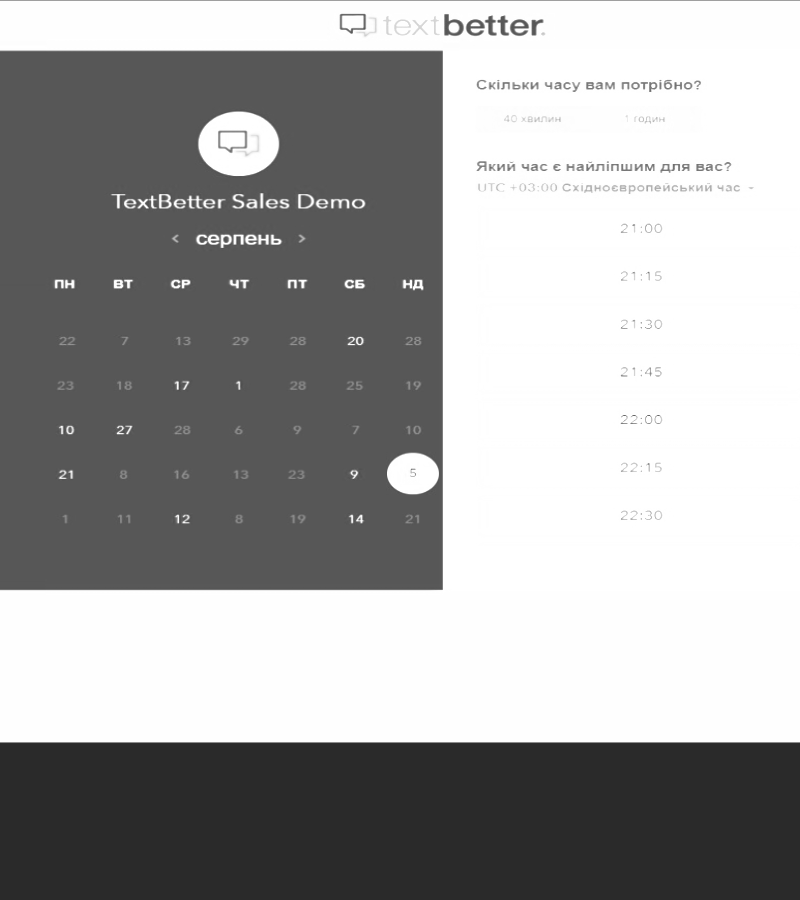 textbetter.
TextBetter Sales Demo
< серпень >
ПН ВТ СР ЧТ ПТ СБ НД
22 7 13 29 28 20 28
23 18 17 1 28 25 19
10 27 28 6 9 7 10
21 8 16 13 23 9 5
1 11 12 8 19 14 21
Скільки часу вам потрібно?
40 хвилин 1 годин
Який час є найліпшим для вас?
UTC +03:00 Східноєвропейський час
21:00
21:15
21:30
21:45
22:00
22:15
22:30